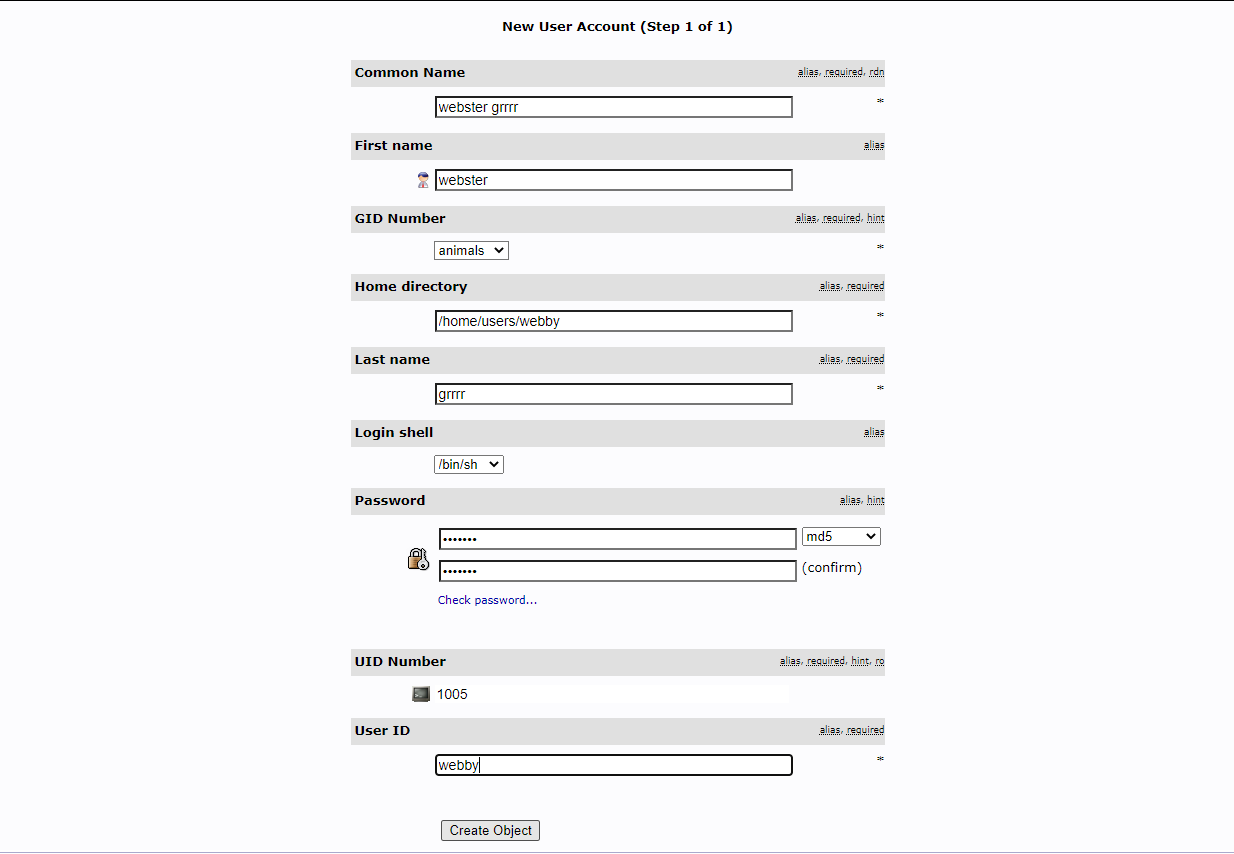 New User Account (Step 1 of 1)
Common Name alias, required, rdn
webster grrrr *
First name alias
webster
GID Number alias, required, hint
animals *
Home directory alias, required
/home/users/webby *
Last name alias, required
grrrr *
Login shell alias
/bin/sh
Password alias, hint
••••••• md5
••••••• (confirm)
Check password...
UID Number alias, required, hint, ro
1005
User ID alias, required
webby *
Create Object